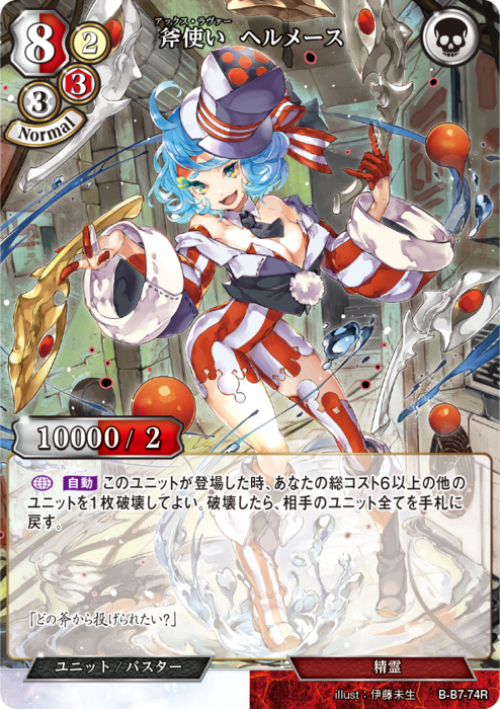 アックス・ラヴァー
斧使い ヘルメース
8
2
3
3
Normal
10000 / 2
自動 このユニットが登場した時、あなたの総コスト6以上の他の
ユニットを1枚破壊してよい。破壊したら、相手のユニット全てを手札に
戻す。
「どの斧から投げられたい?」
ユニット / バスター
精霊
illust:伊藤未生
B-B7-74R